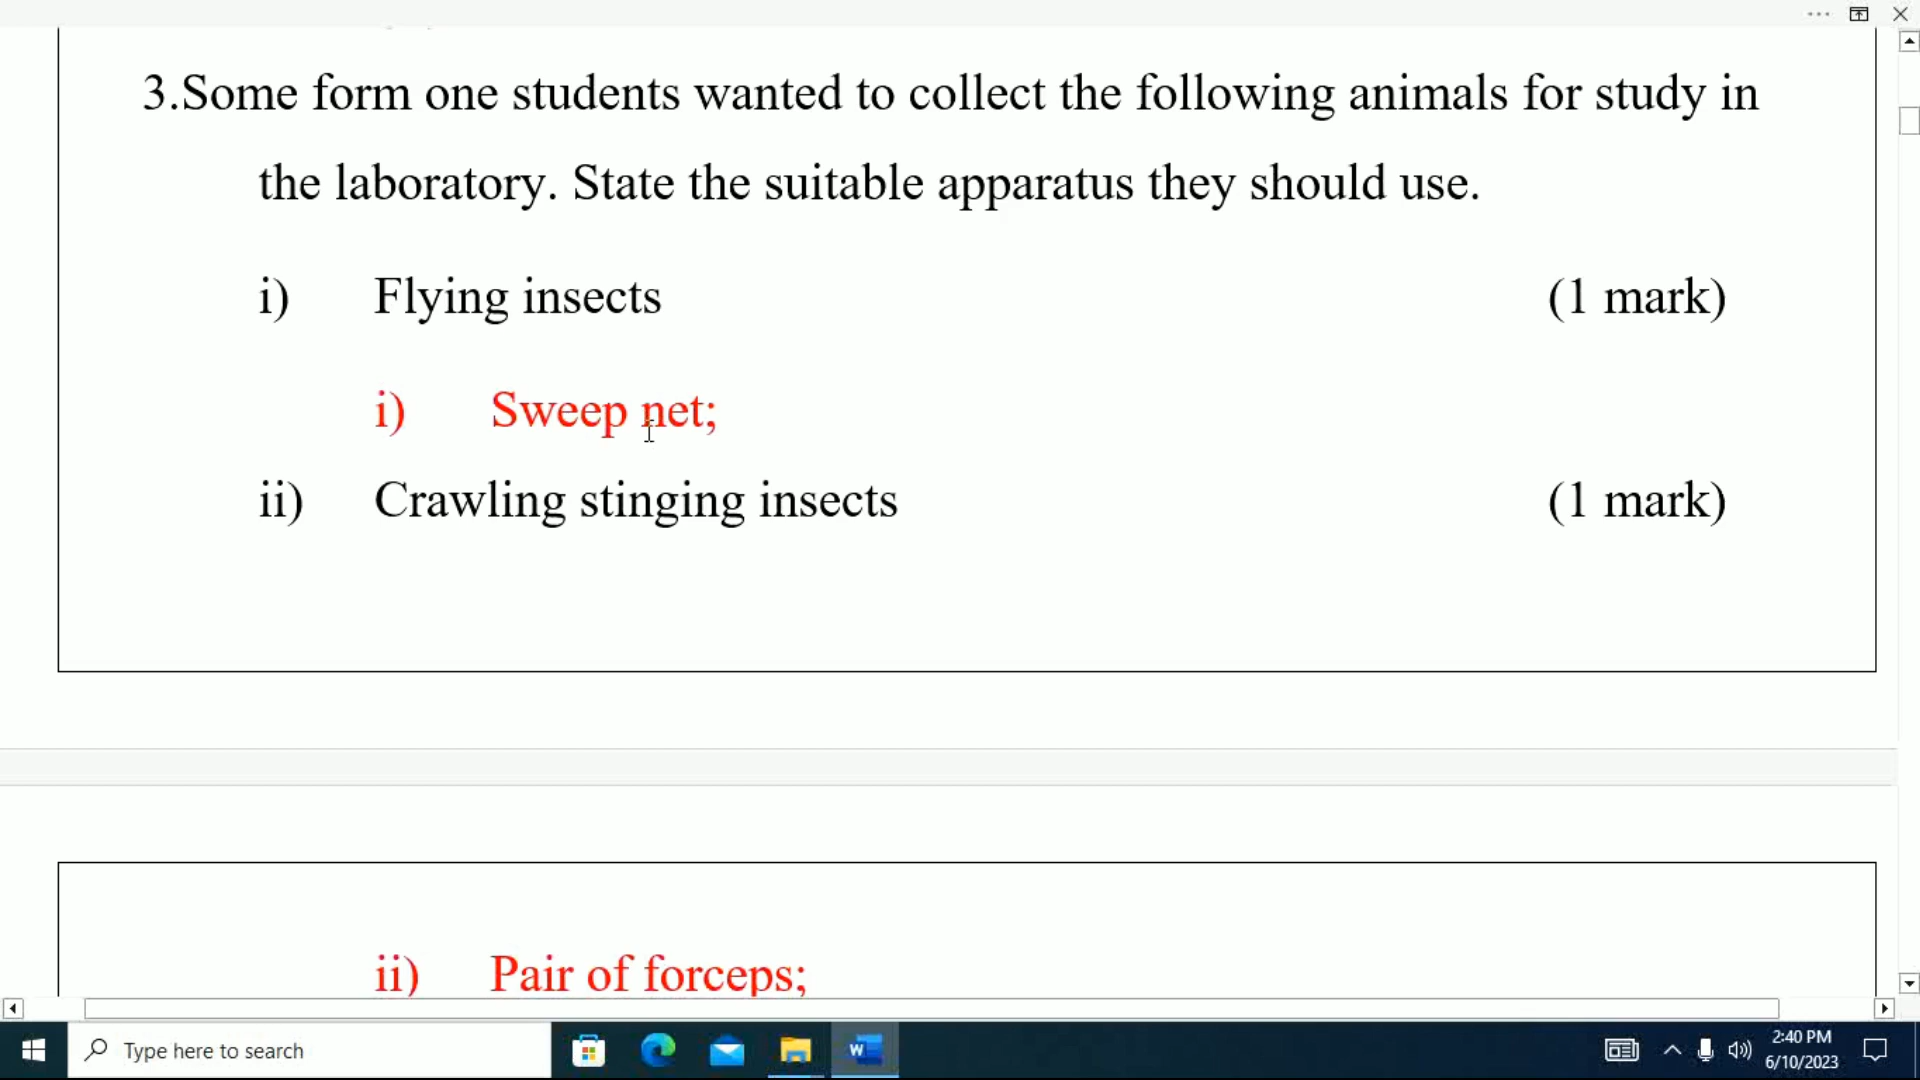 3.Some form one students wanted to collect the following animals for study in
the laboratory. State the suitable apparatus they should use.
i) Flying insects (1 mark)
i) Sweep net;
ii) Crawling stinging insects (1 mark)
ii) Pair of forceps;
Type here to search
2:40 PM
6/10/2023